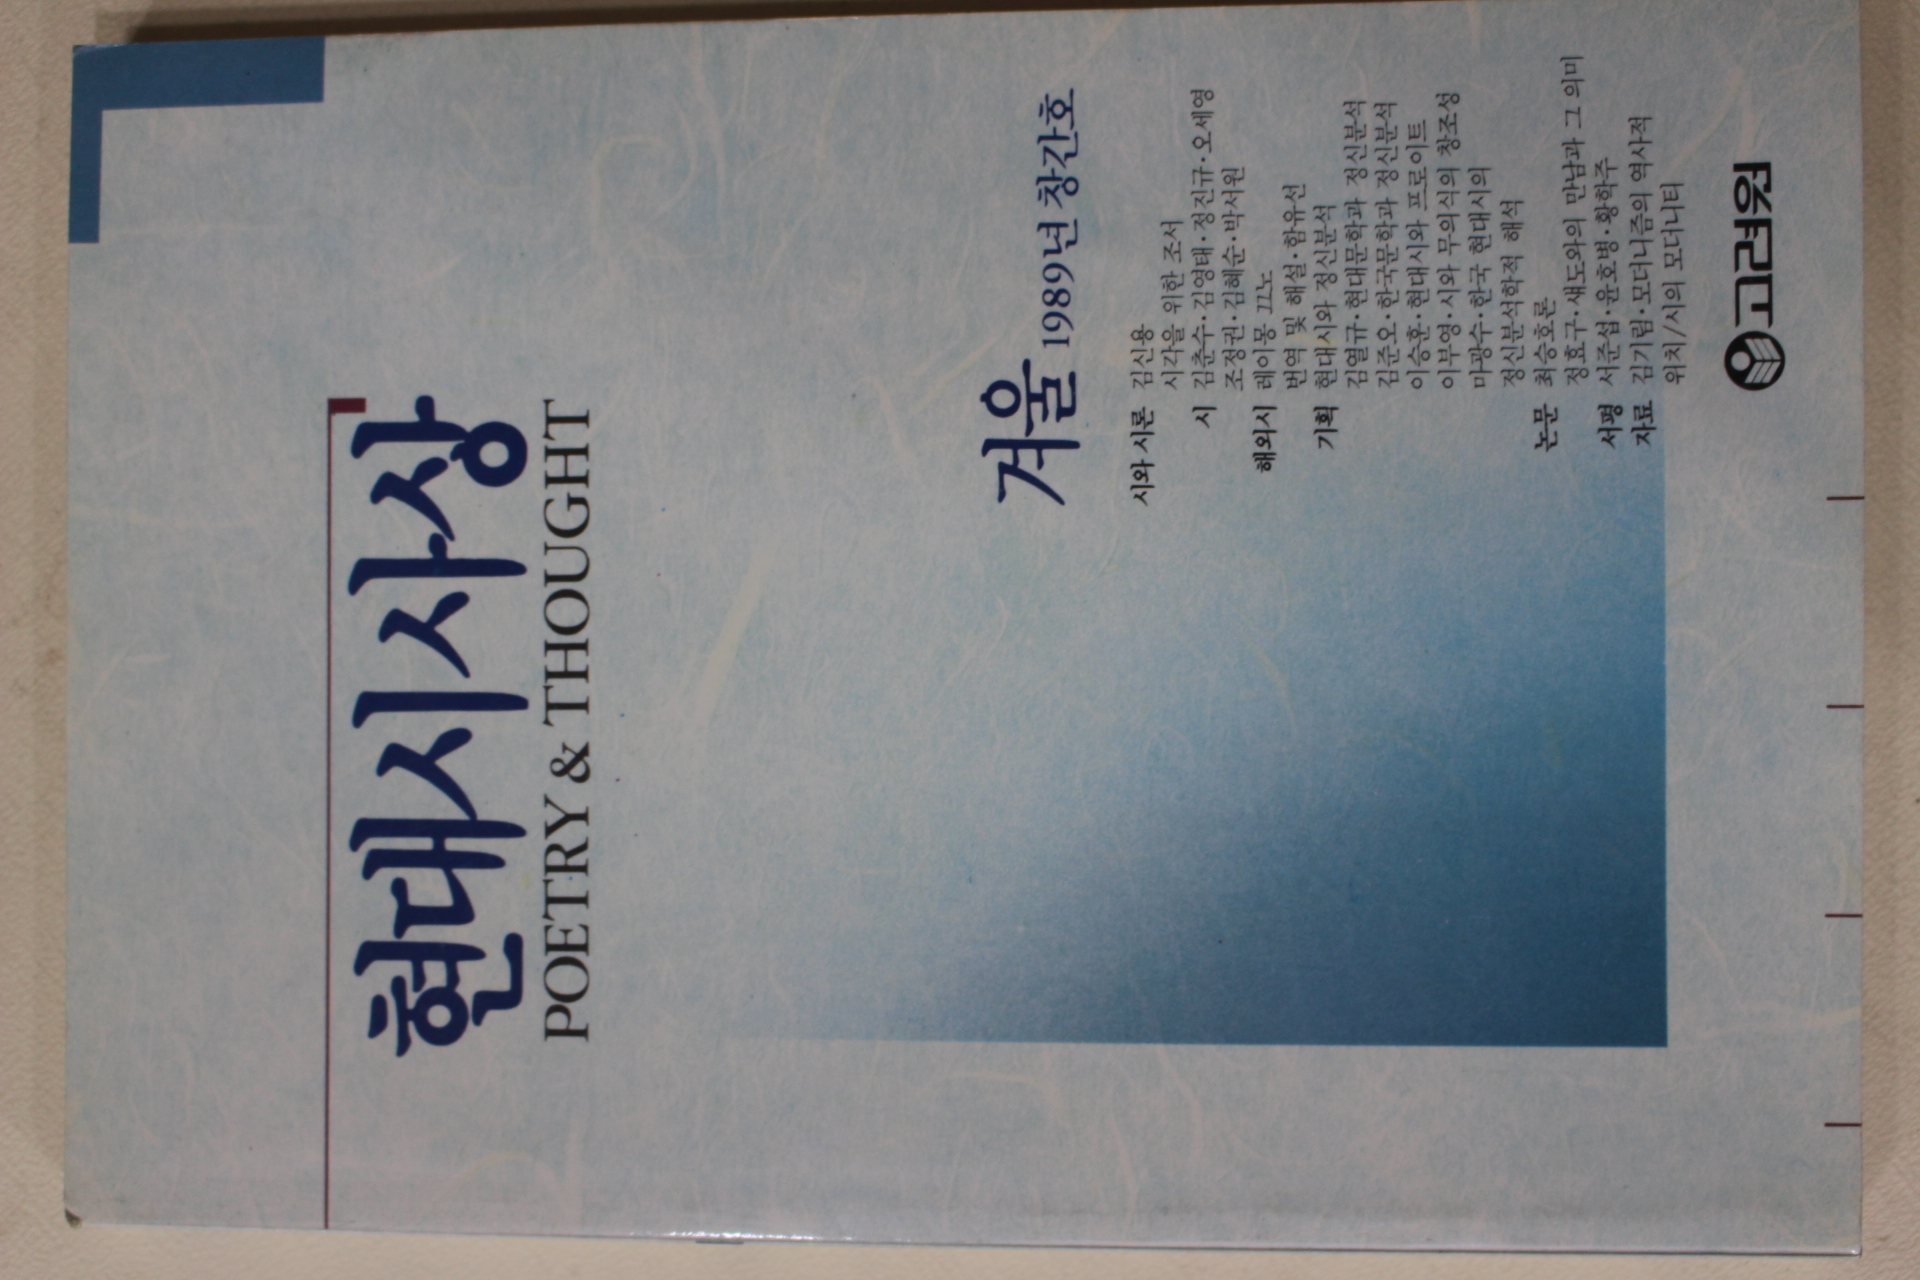 현대시사상
POETRY & THOUGHT
겨울 1989년 창간호
시와 시론 김신용
시각을 위한 조서
시 김춘수·김영태·정진규·오세영
조정권·김혜순·박서원
해외시 레이몽 끄노
번역 및 해설·함유선
기획 현대시와 정신분석
김열규·현대문학과 정신분석
김준오·한국문학과 정신분석
이승훈·현대시와 프로이트
이부영·시와 무의식의 창조성
마광수·한국 현대시의
정신분석학적 해석
논문 최승호론
정효구·섀도와의 만남과 그 의미
서평 서준섭·윤호병·황학주
자료 김기림·모더니즘의 역사적
위치/시의 모더니티
고려원